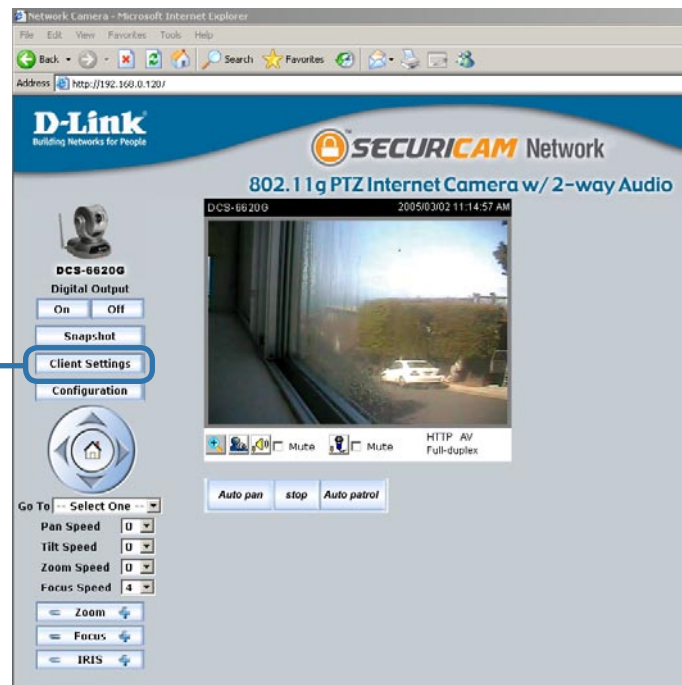 Network Camera - Microsoft Internet Explorer
File Edit View Favorites Tools Help
Back Search Favorites
Address http://192.168.0.120/
D-Link
Building Networks for People
SECURICAM Network
802.11g PTZ Internet Camera w/ 2-way Audio
DCS-6620G 2005/03/02 11:14:57 AM
DCS-6620G
Digital Output
On Off
Snapshot
Client Settings
Configuration
Mute Mute HTTP AV
Full-duplex
Auto pan stop Auto patrol
Go To -- Select One --
Pan Speed 0
Tilt Speed 0
Zoom Speed 0
Focus Speed 4
Zoom
Focus
IRIS